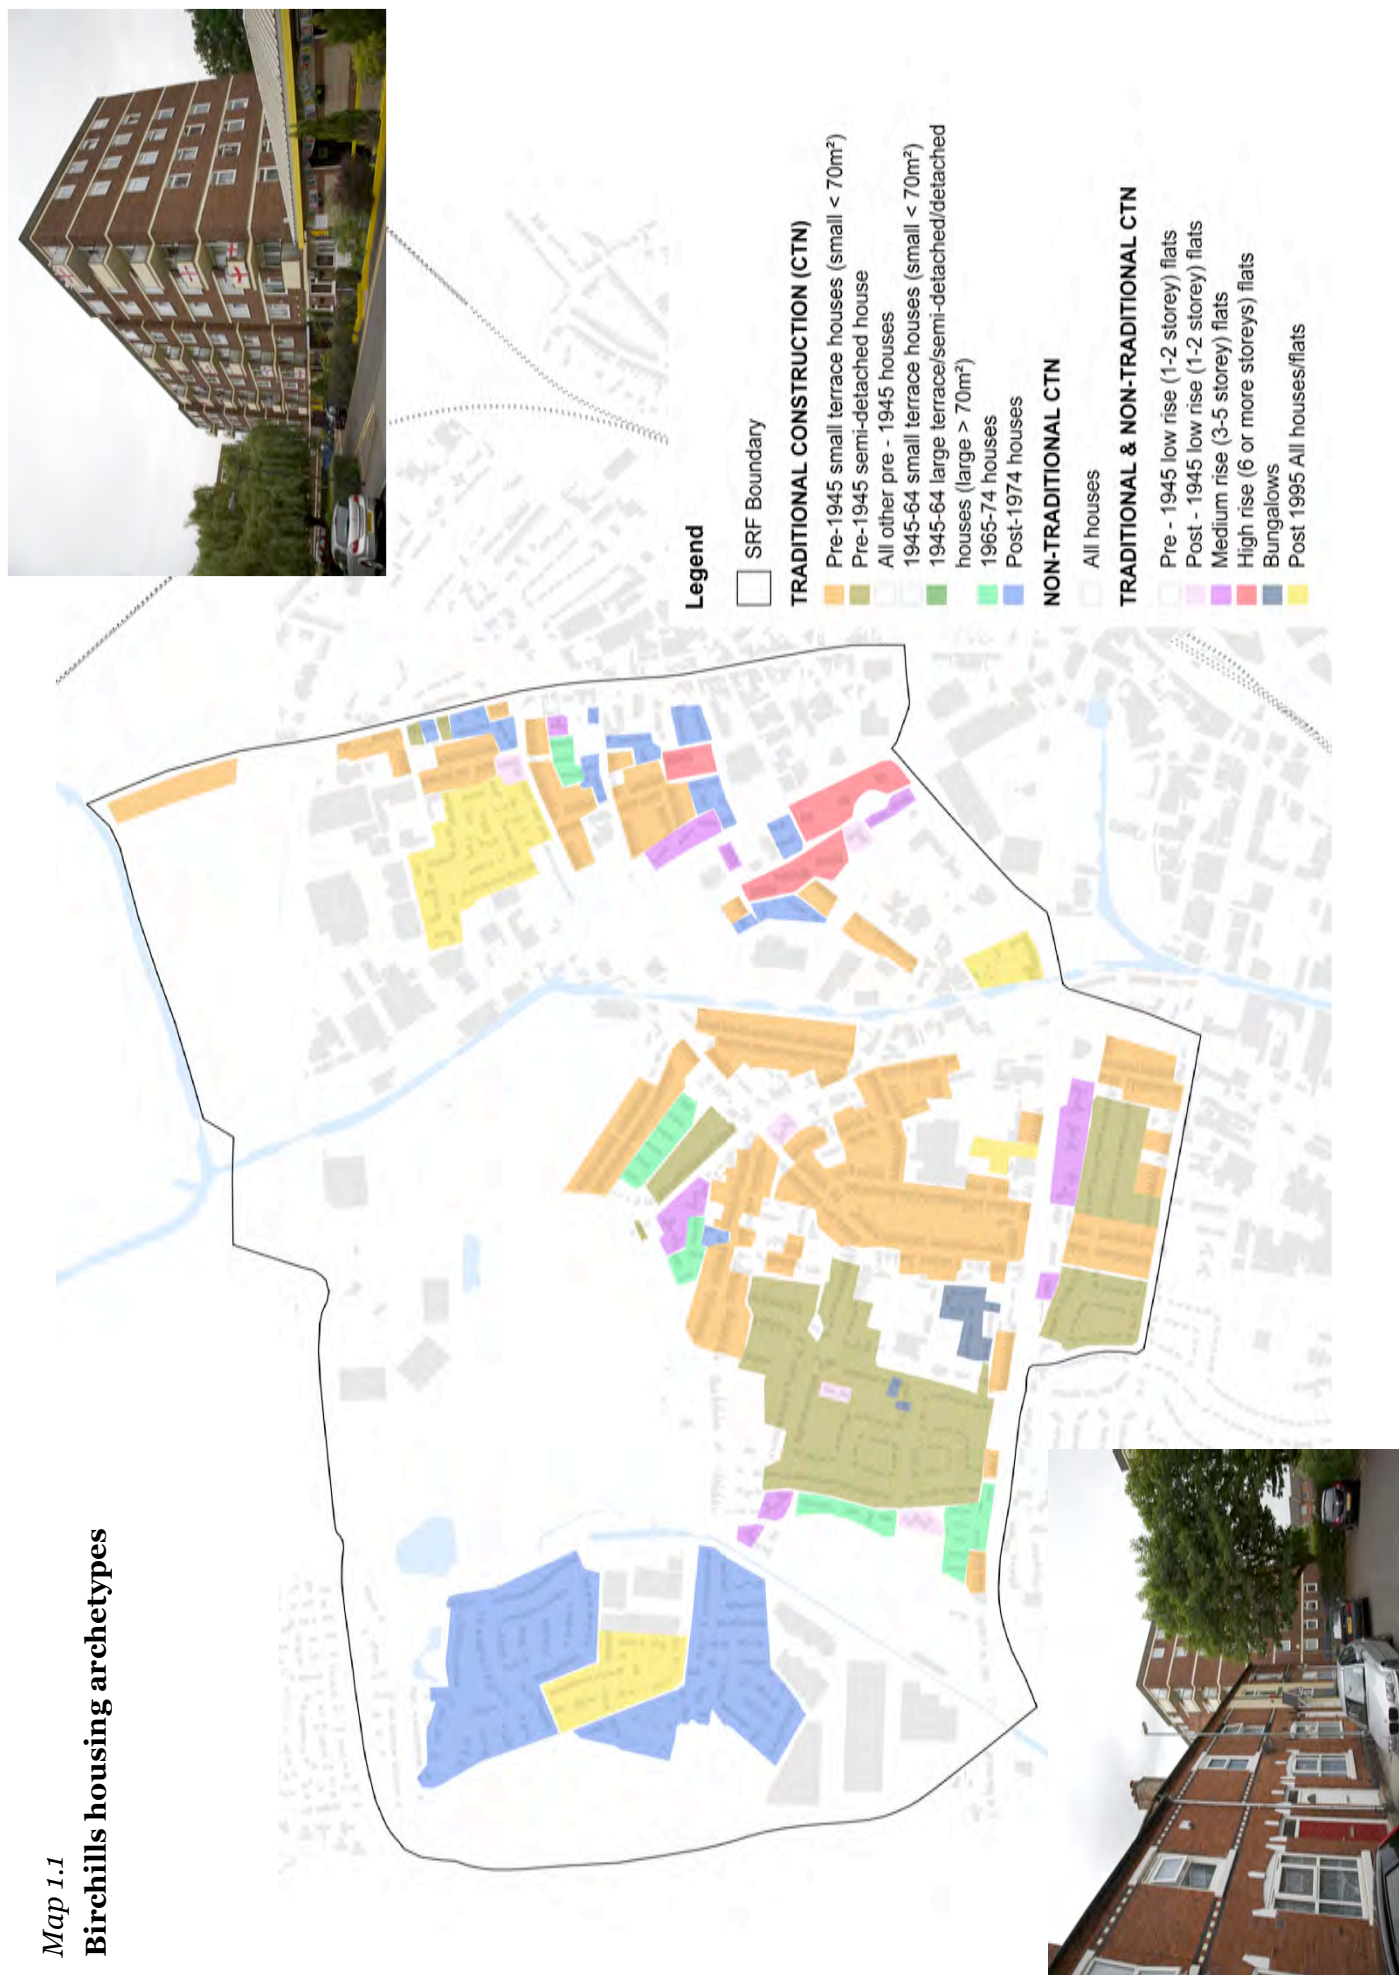 Map 1.1
Birchills housing archetypes
Legend
SRF Boundary
TRADITIONAL CONSTRUCTION (CTN)
Pre-1945 small terrace houses (small < 70m²)
Pre-1945 semi-detached house
All other pre - 1945 houses
1945-64 small terrace houses (small < 70m²)
1945-64 large terrace/semi-detached/detached
houses (large > 70m²)
1965-74 houses
Post-1974 houses
NON-TRADITIONAL CTN
All houses
TRADITIONAL & NON-TRADITIONAL CTN
Pre - 1945 low rise (1-2 storey) flats
Post - 1945 low rise (1-2 storey) flats
Medium rise (3-5 storey) flats
High rise (6 or more storeys) flats
Bungalows
Post 1995 All houses/flats